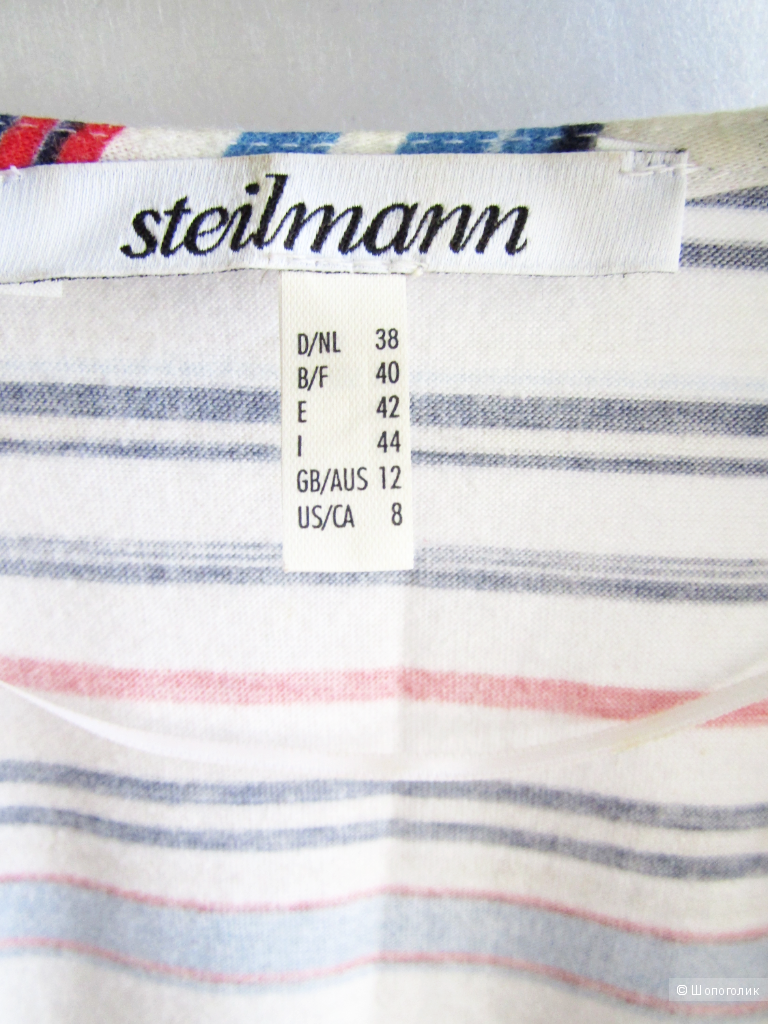 steilmann
D/NL 38
B/F 40
E 42
I 44
GB/AUS 12
US/CA 8
© Шопоголик